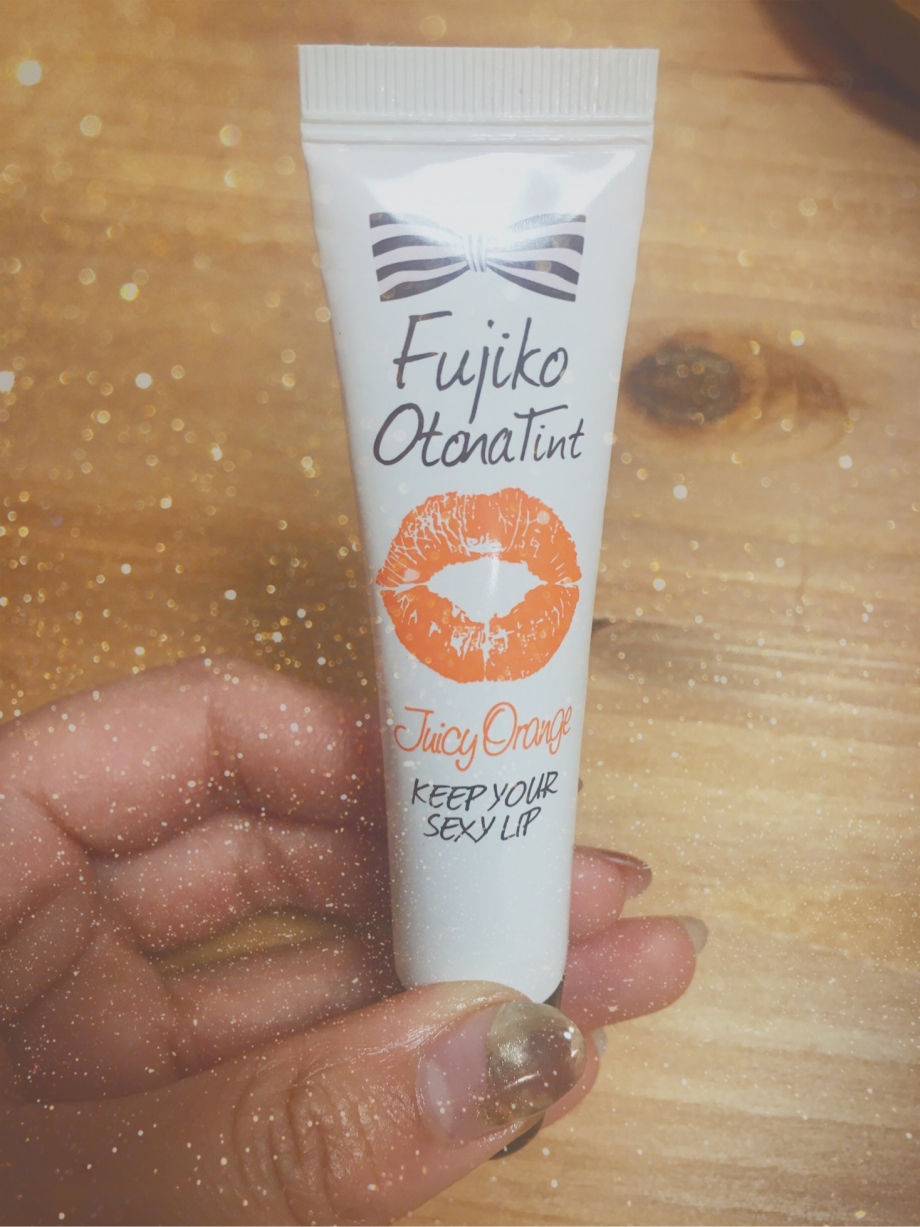 Fujiko
OtonaTint
Juicy Orange
KEEP YOUR
SEXY LIP